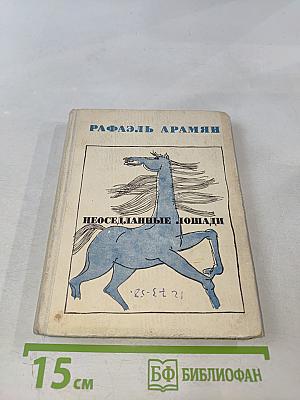 РАФАЭЛЬ АРАМЯН
НЕОСЕДЛАННЫЕ ЛОШАДИ
15 см
БФ БИБЛИОФАН